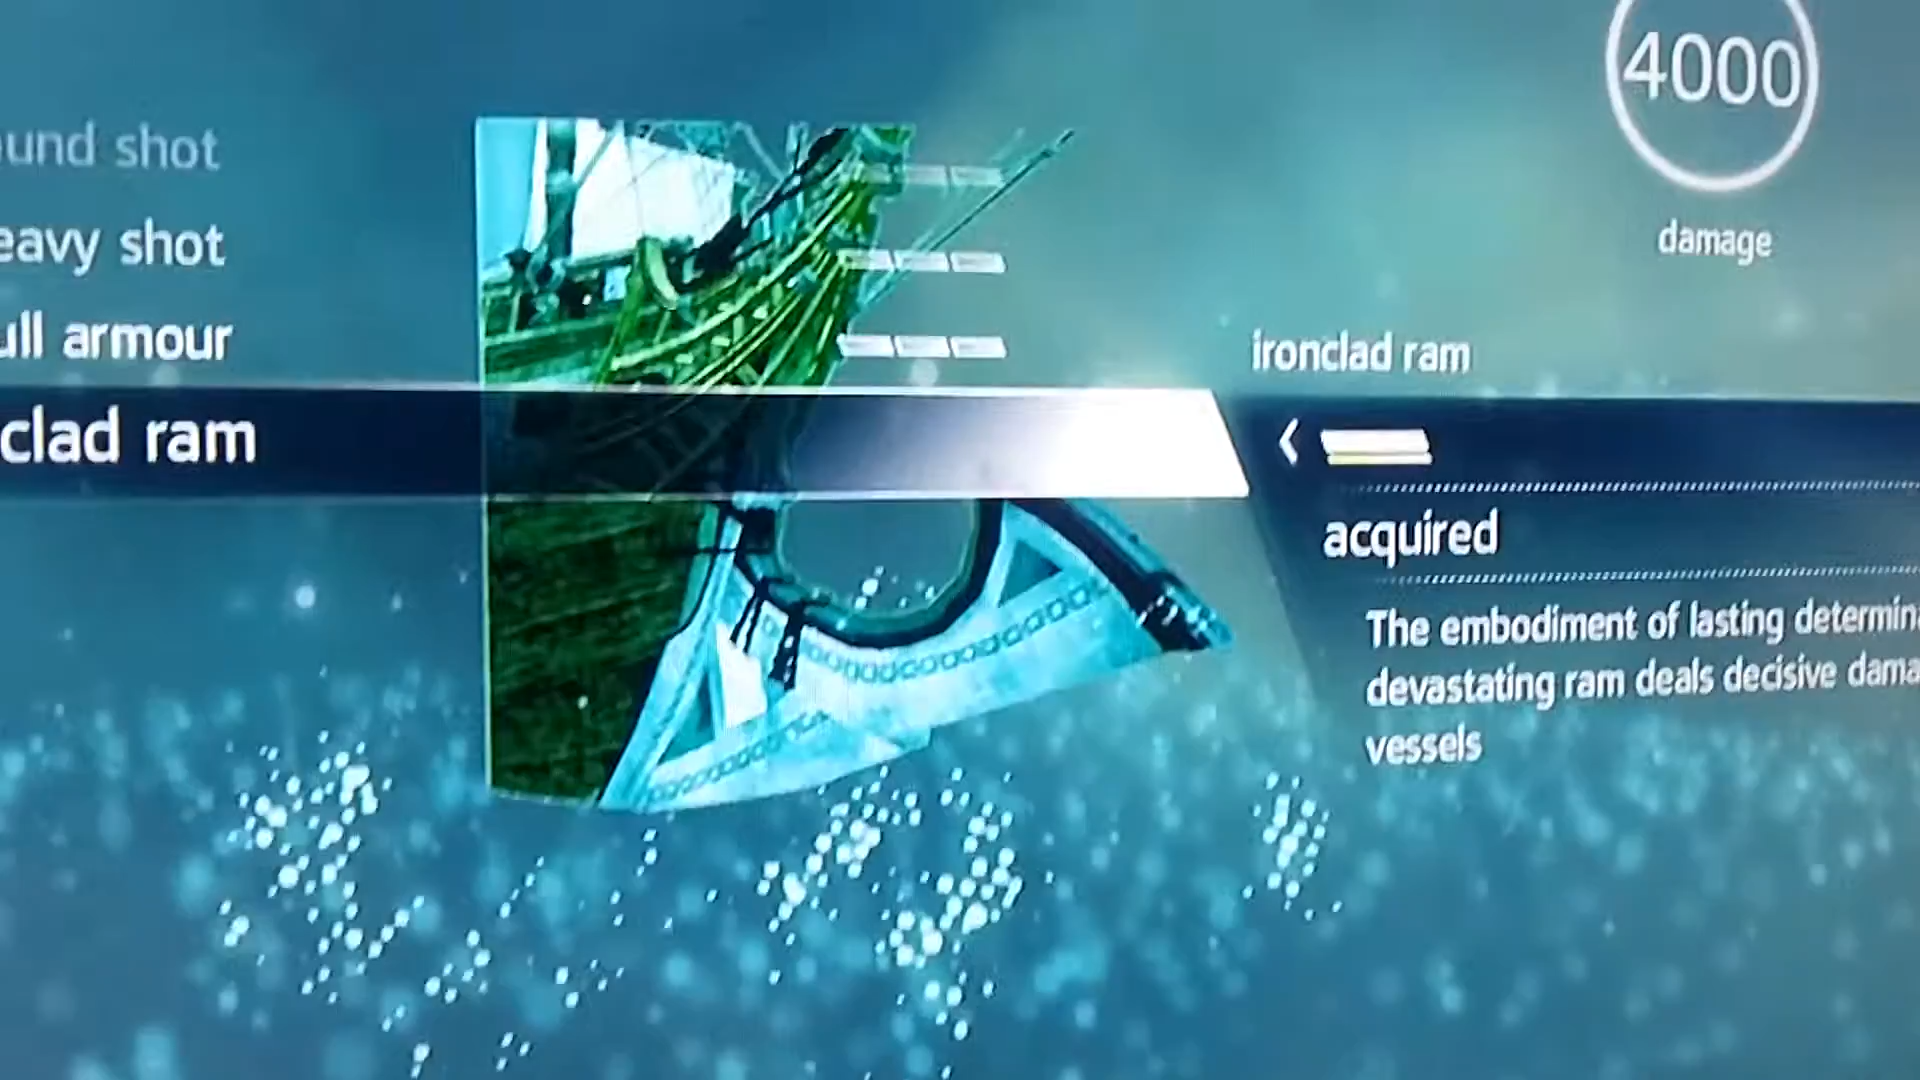 4000
damage
ound shot
eavy shot
ull armour
clad ram
ironclad ram
acquired
The embodiment of lasting determina
devastating ram deals decisive dama
vessels